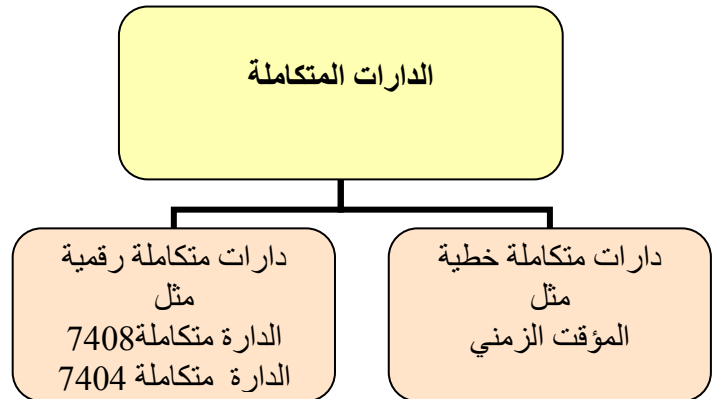 الدارات المتكاملة
دارات متكاملة خطية
مثل
المؤقت الزمني
دارات متكاملة رقمية
مثل
الدارة متكاملة7408
الدارة متكاملة 7404